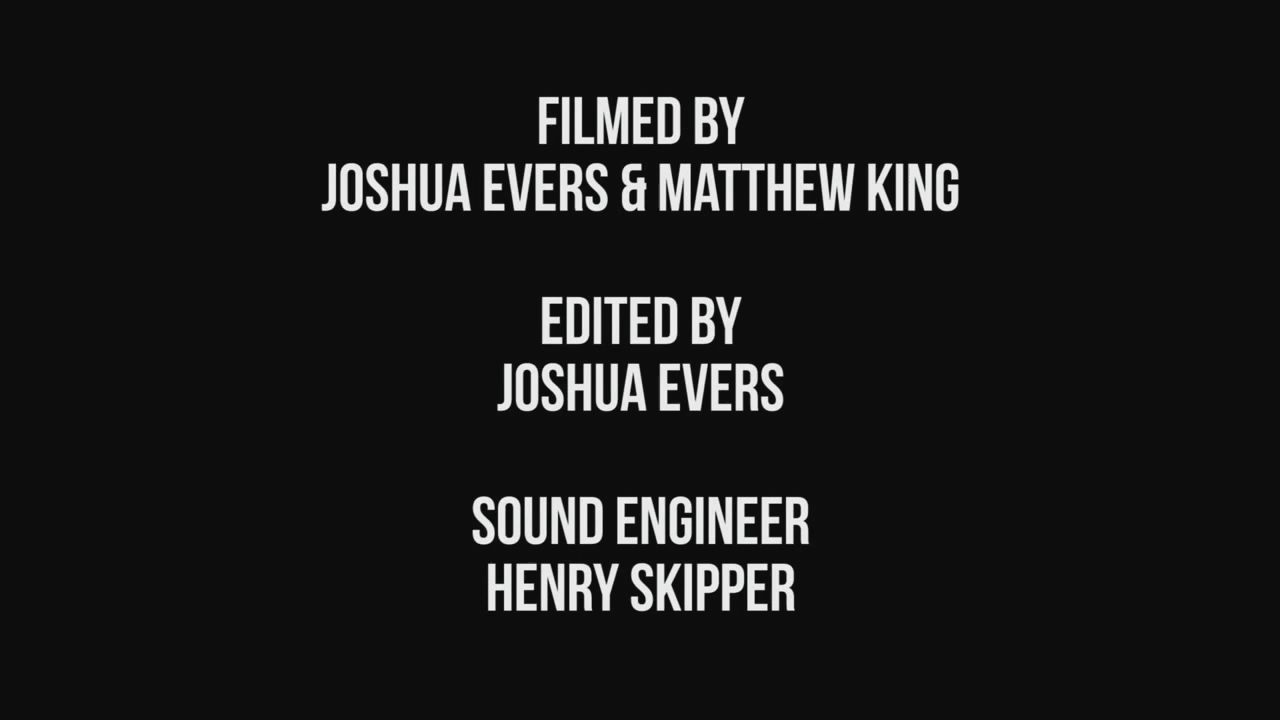 FILMED BY
JOSHUA EVERS & MATTHEW KING
EDITED BY
JOSHUA EVERS
SOUND ENGINEER
HENRY SKIPPER